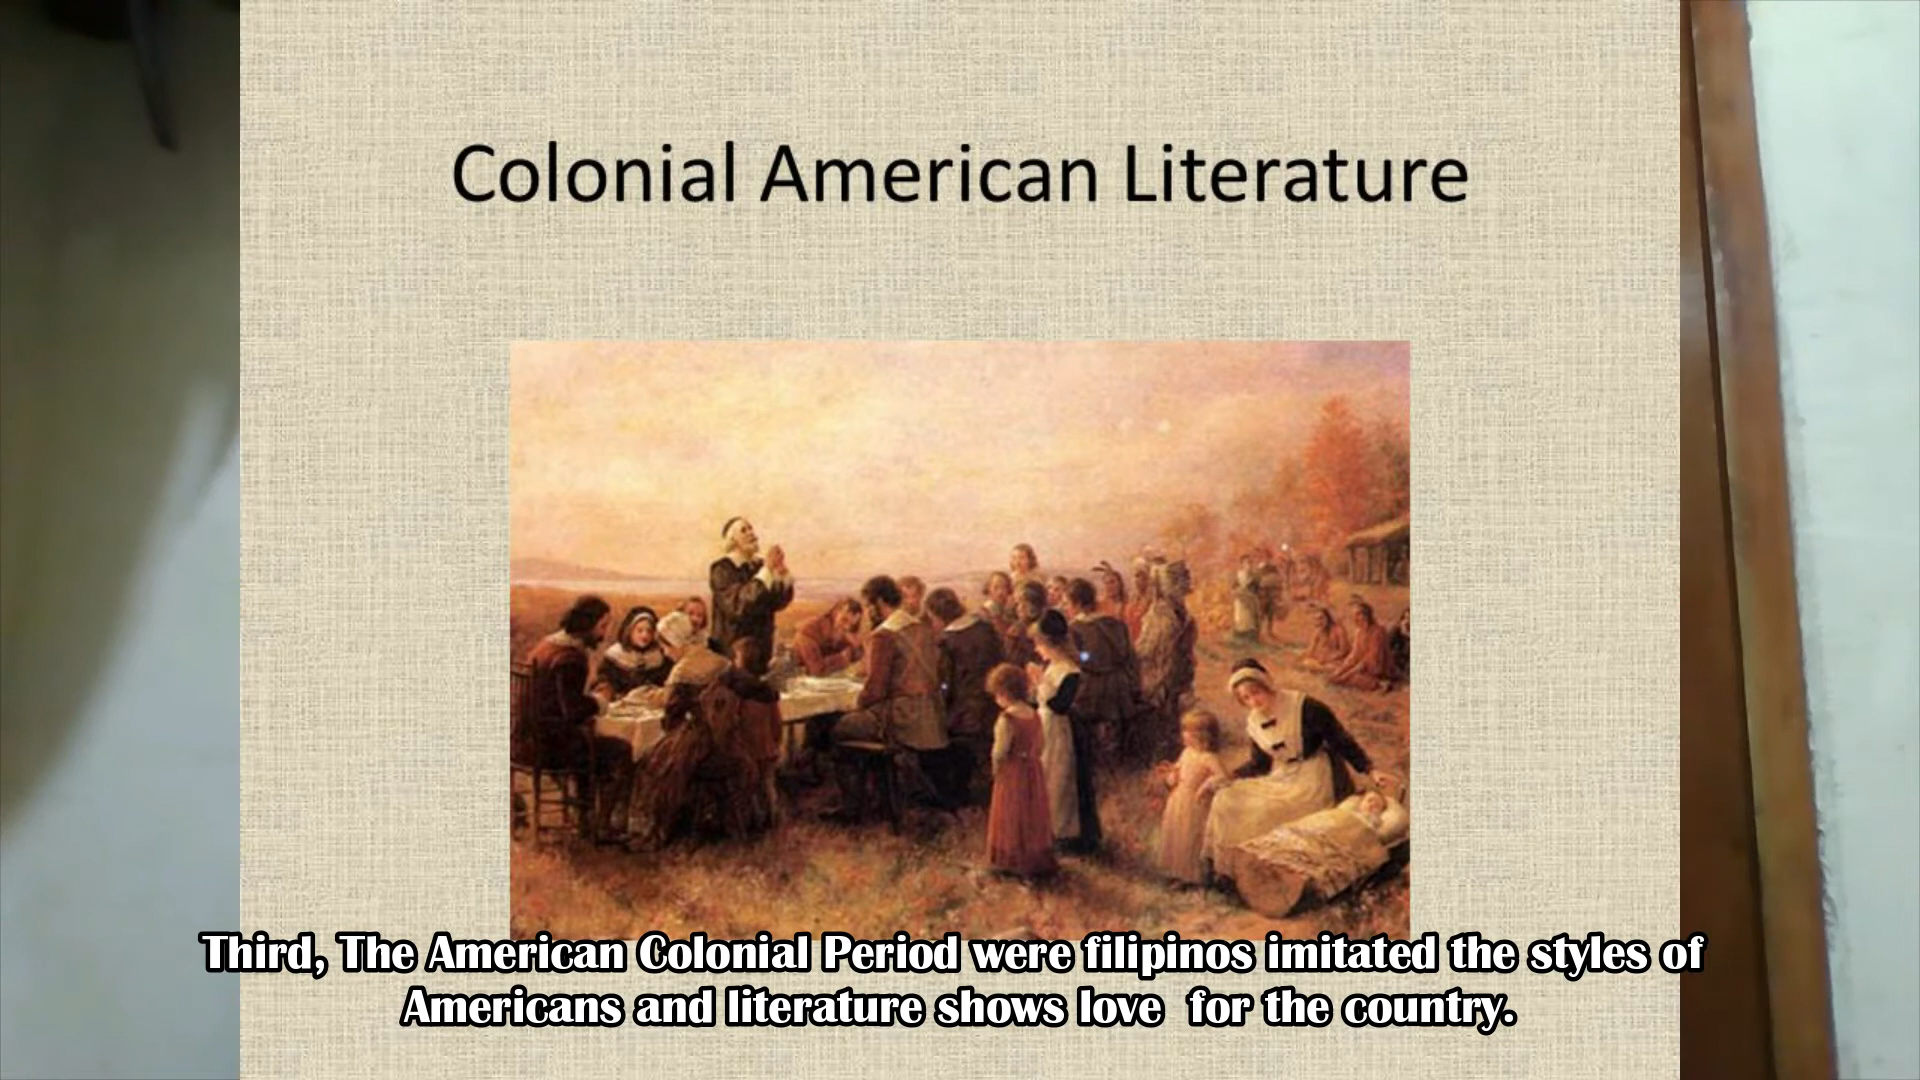 Colonial American Literature
Third, The American Colonial Period were filipinos imitated the styles of
Americans and literature shows love  for the country.